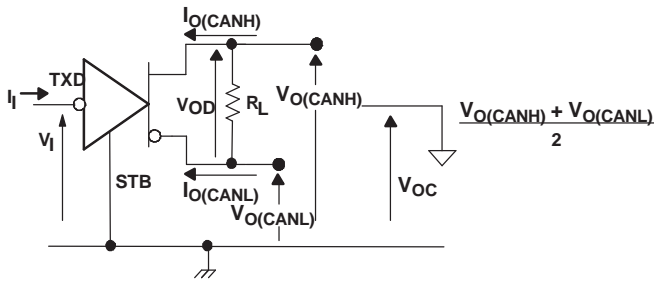 I_O(CANH)
TXD
I_I
V_OD
R_L
V_O(CANH)
V_O(CANH) + V_O(CANL)
2
V_I
STB
I_O(CANL)
V_O(CANL)
V_OC